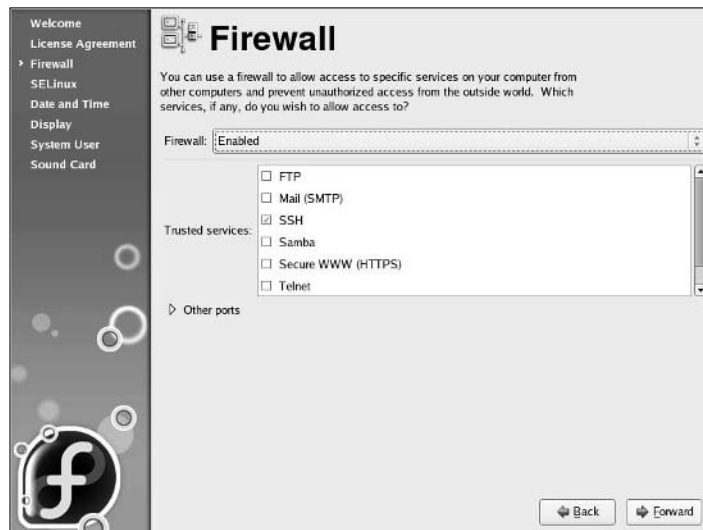 Welcome
License Agreement
Firewall
SELinux
Date and Time
Display
System User
Sound Card
Firewall
You can use a firewall to allow access to specific services on your computer from
other computers and prevent unauthorized access from the outside world. Which
services, if any, do you wish to allow access to?
Firewall: Enabled
Trusted services:
FTP
Mail (SMTP)
SSH
Samba
Secure WWW (HTTPS)
Telnet
Other ports
Back
Forward